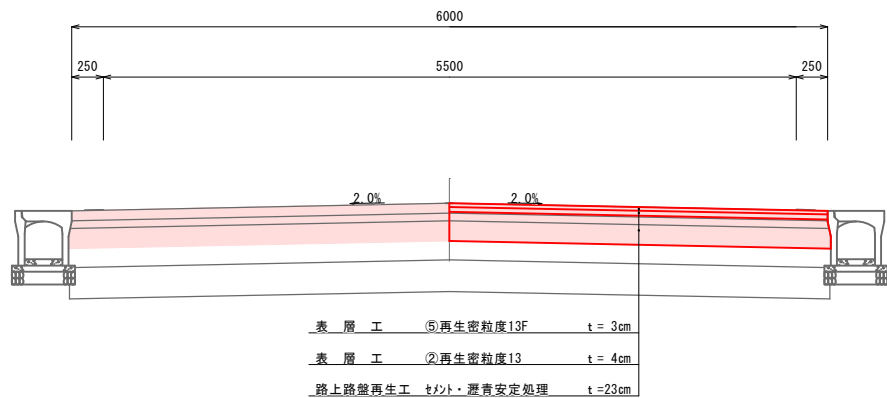 6000
250 5500 250
2.0% 2.0%
表 層 工 ⑤再生密粒度13F t = 3cm
表 層 工 ②再生密粒度13 t = 4cm
路上路盤再生工 ｾﾒﾝﾄ・瀝青安定処理 t =23cm